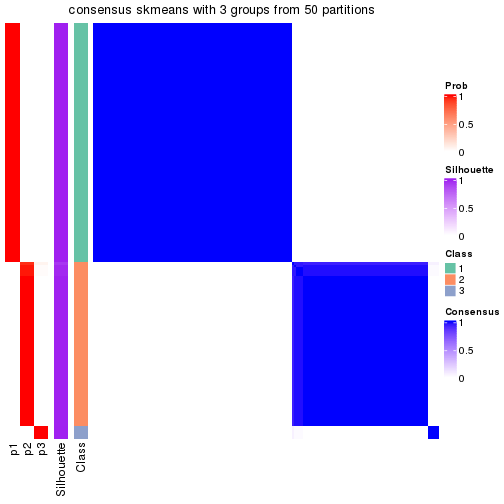 consensus skmeans with 3 groups from 50 partitions
Prob
1
0.5
0
Silhouette
1
0.5
0
Class
1
2
3
Consensus
1
0.5
0
p1
p2
p3
Silhouette
Class